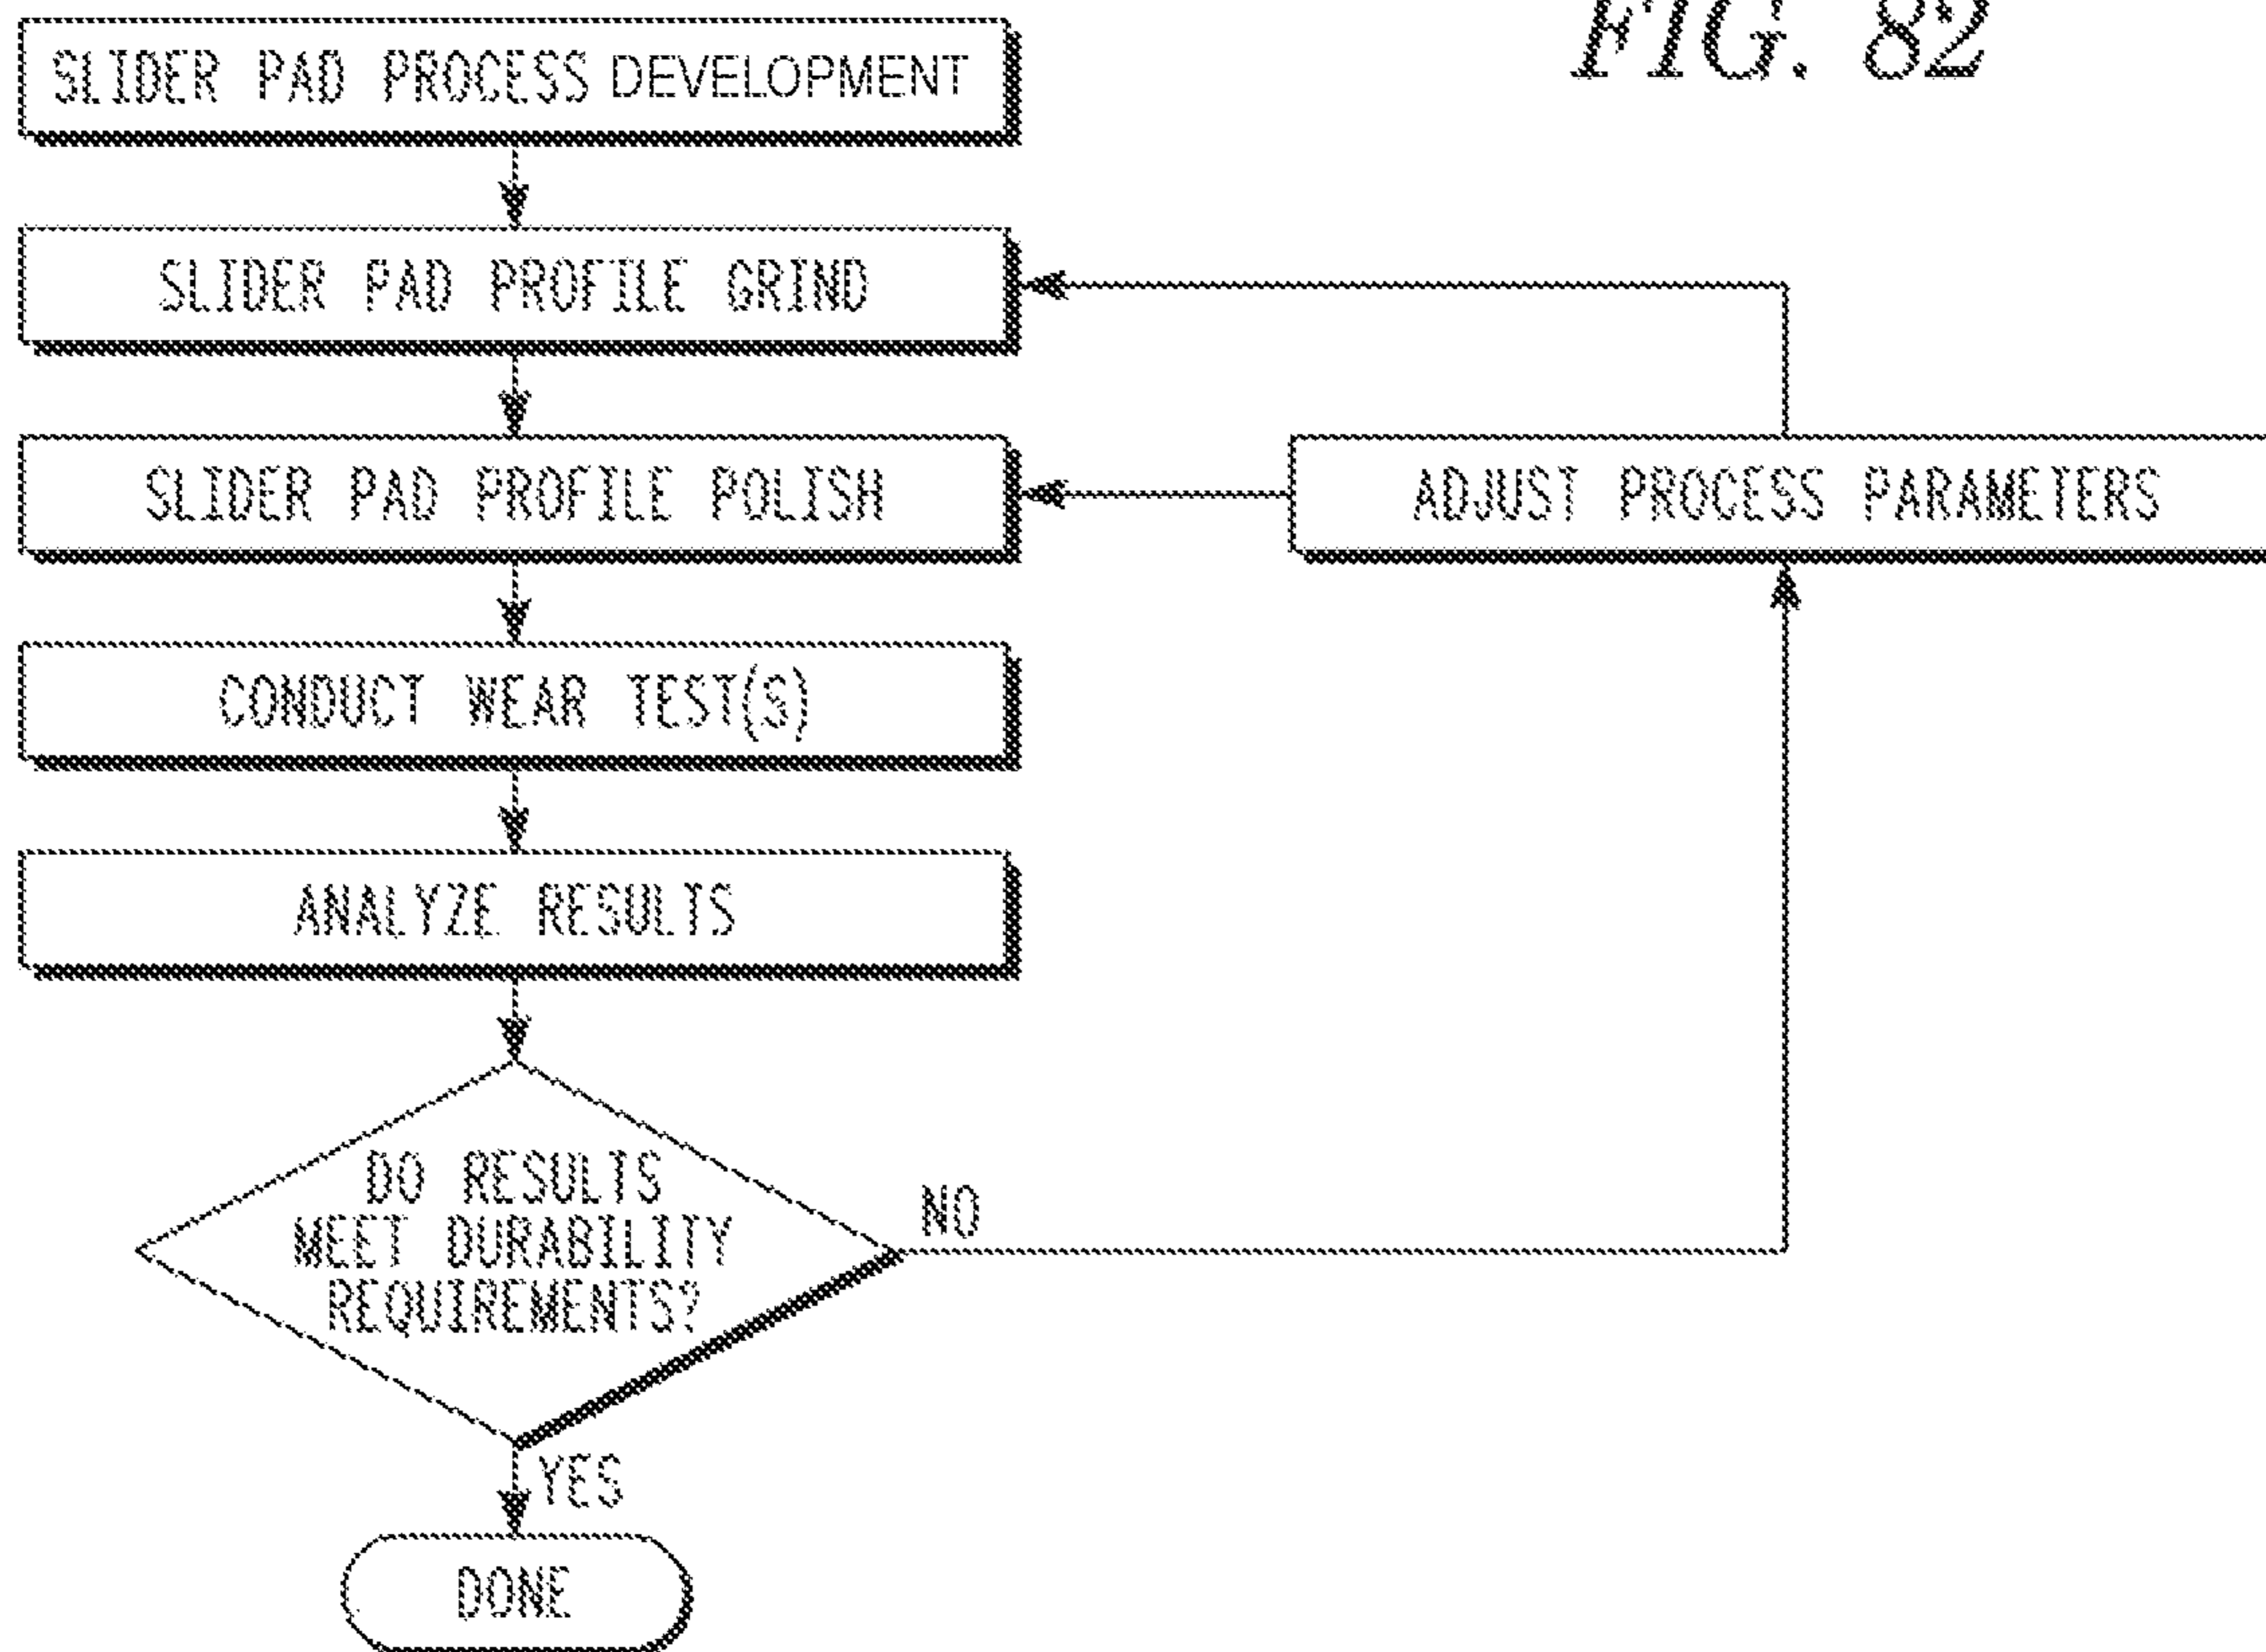 FIG. 82
SLIDER PAD PROCESS DEVELOPMENT
SLIDER PAD PROFILE GRIND
SLIDER PAD PROFILE POLISH
ADJUST PROCESS PARAMETERS
CONDUCT WEAR TEST(S)
ANALYZE RESULTS
DO RESULTS
MEET DURABILITY
REQUIREMENTS?
NO
YES
DONE